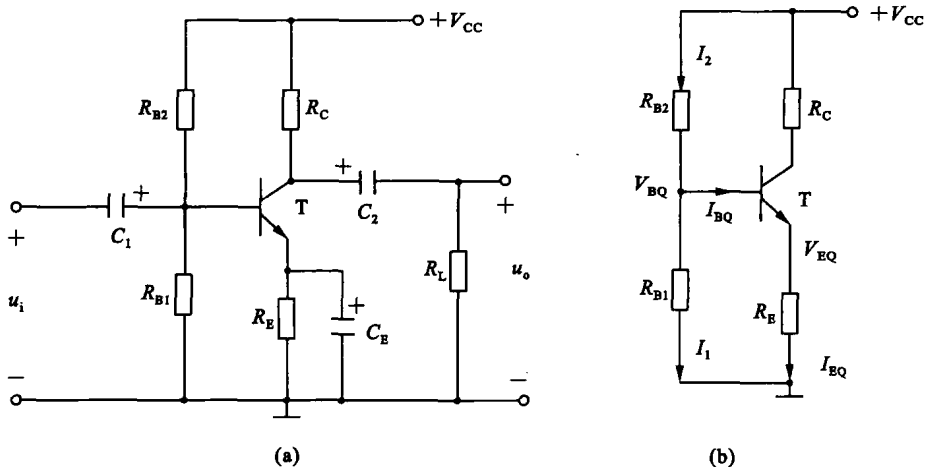 +V_CC
R_B2
R_C
+
+
T
C_1
C_2
+
+
u_i
R_B1
R_E
+
C_E
R_L
u_o
−
−
(a)
+V_CC
I_2
R_B2
R_C
V_BQ
I_BQ
T
V_EQ
R_B1
R_E
I_1
I_EQ
(b)